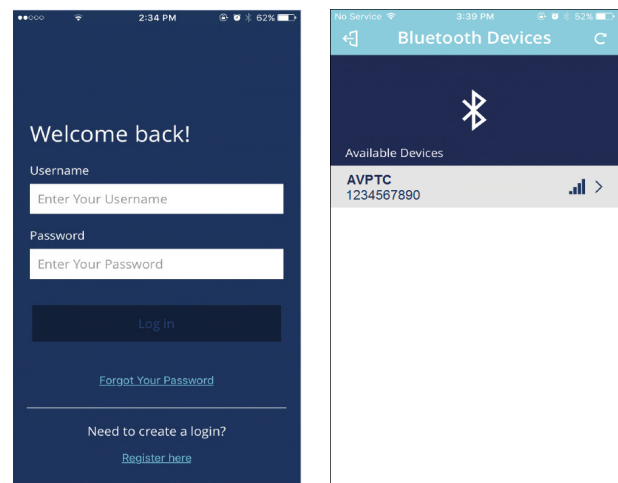 2:34 PM
62%
Welcome back!
Username
Enter Your Username
Password
Enter Your Password
Log in
Forgot Your Password
Need to create a login?
Register here
No Service
3:39 PM
52%
Bluetooth Devices
Available Devices
AVPTC
1234567890